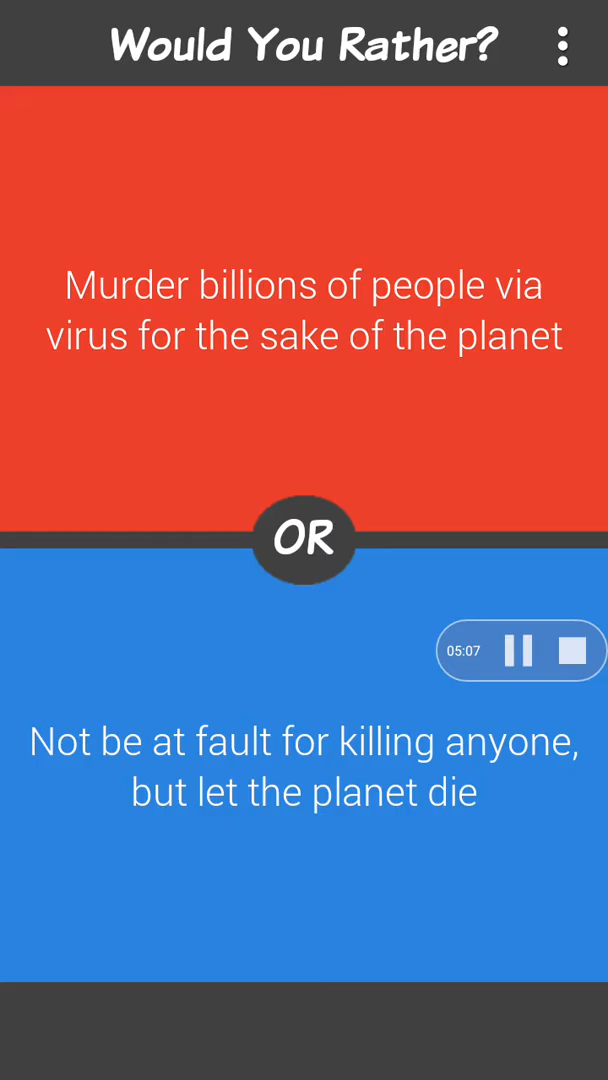 Would You Rather?
Murder billions of people via
virus for the sake of the planet
OR
05:07
Not be at fault for killing anyone,
but let the planet die